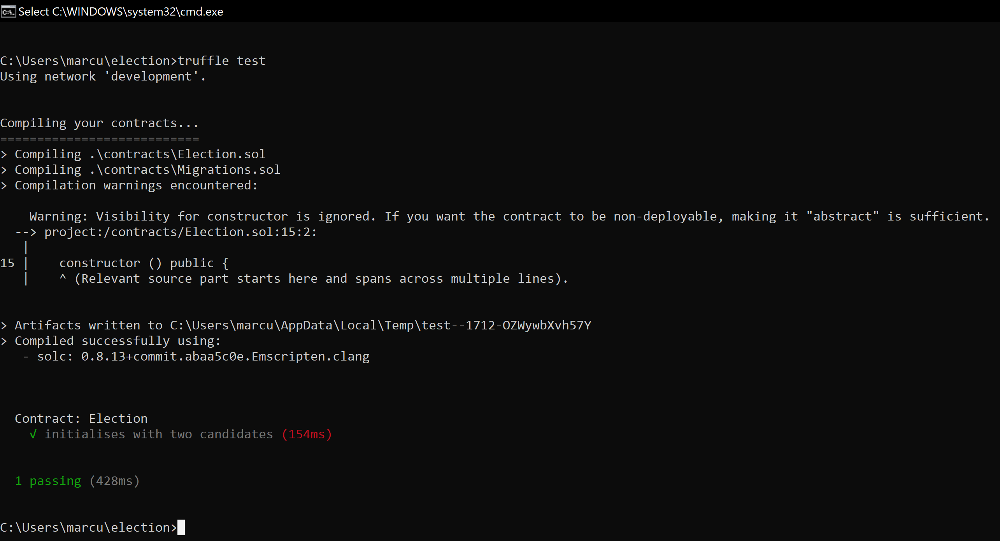 Select C:\WINDOWS\system32\cmd.exe
C:\Users\marcu\election>truffle test
Using network 'development'.
Compiling your contracts...
===========================
> Compiling .\contracts\Election.sol
> Compiling .\contracts\Migrations.sol
> Compilation warnings encountered:
    Warning: Visibility for constructor is ignored. If you want the contract to be non-deployable, making it "abstract" is sufficient.
  --> project:/contracts/Election.sol:15:2:
   |
15 |    constructor () public {
   |    ^ (Relevant source part starts here and spans across multiple lines).
> Artifacts written to C:\Users\marcu\AppData\Local\Temp\test--1712-OZWywbXvh57Y
> Compiled successfully using:
   - solc: 0.8.13+commit.abaa5c0e.Emscripten.clang
  Contract: Election
    √ initialises with two candidates (154ms)
  1 passing (428ms)
C:\Users\marcu\election>